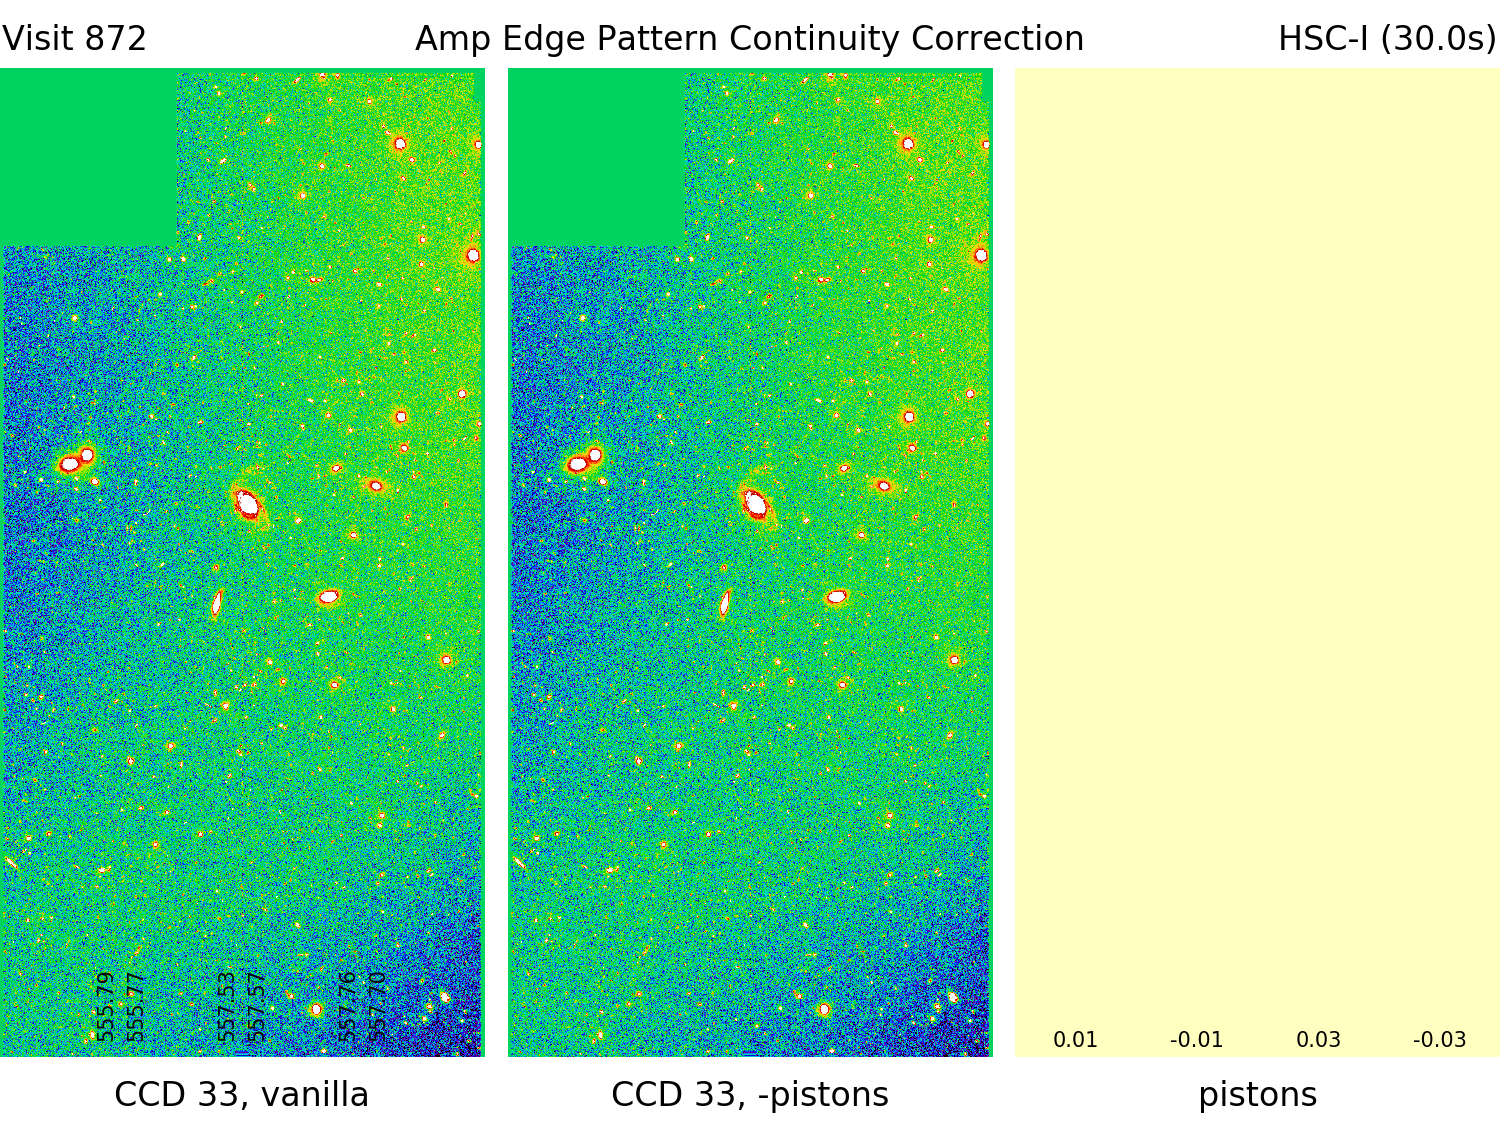 Visit 872
Amp Edge Pattern Continuity Correction
HSC-I (30.0s)
555.79
555.77
557.53
557.57
557.76
557.70
0.01
-0.01
0.03
-0.03
CCD 33, vanilla
CCD 33, -pistons
pistons